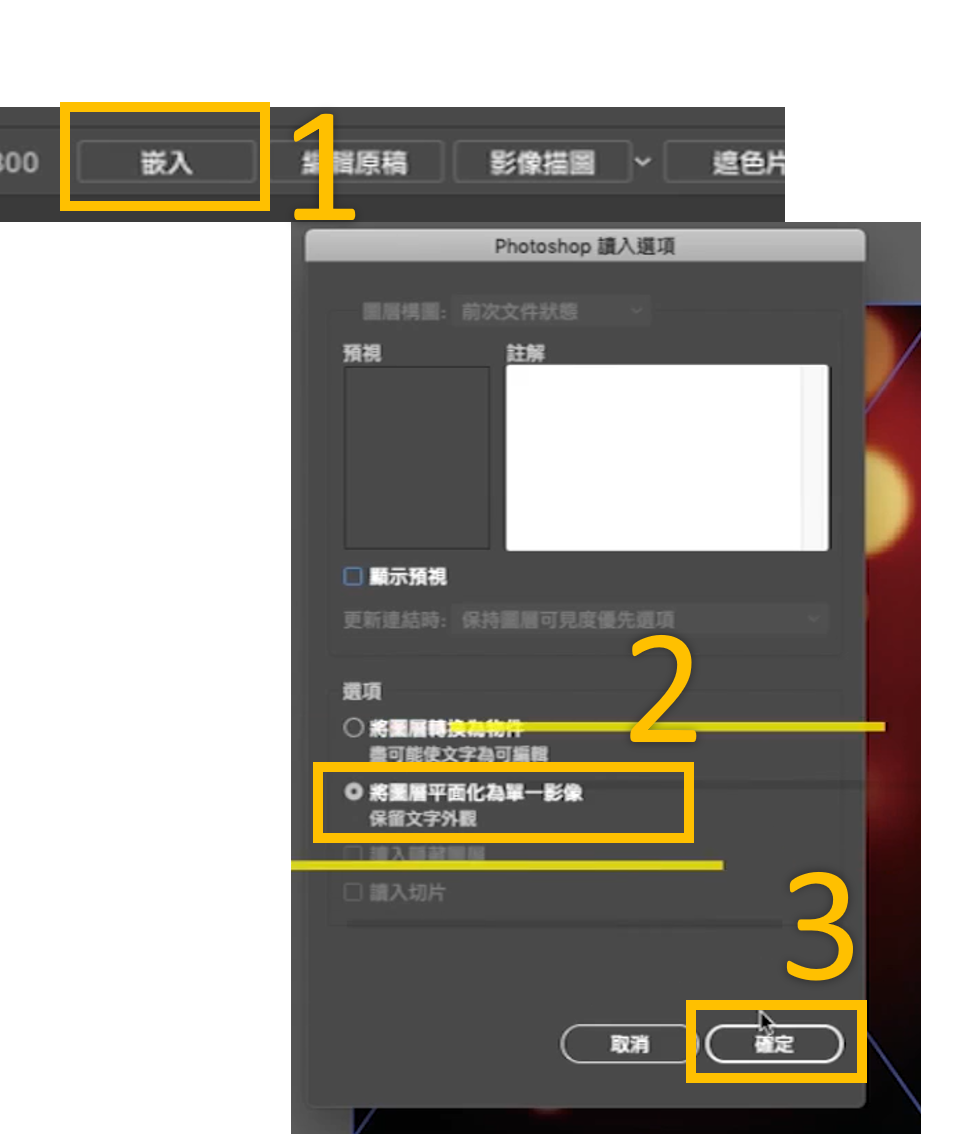 300 嵌入 編輯原稿 影像描圖 遮色片
1
Photoshop 讀入選項
圖層構圖: 前次文件狀態
預視 註解
顯示預視
更新連結時: 保持圖層可見度優先選項
2
選項
將圖層轉換為物件
盡可能使文字為可編輯
將圖層平面化為單一影像
保留文字外觀
讀入隱藏圖層
讀入切片
3
取消 確定